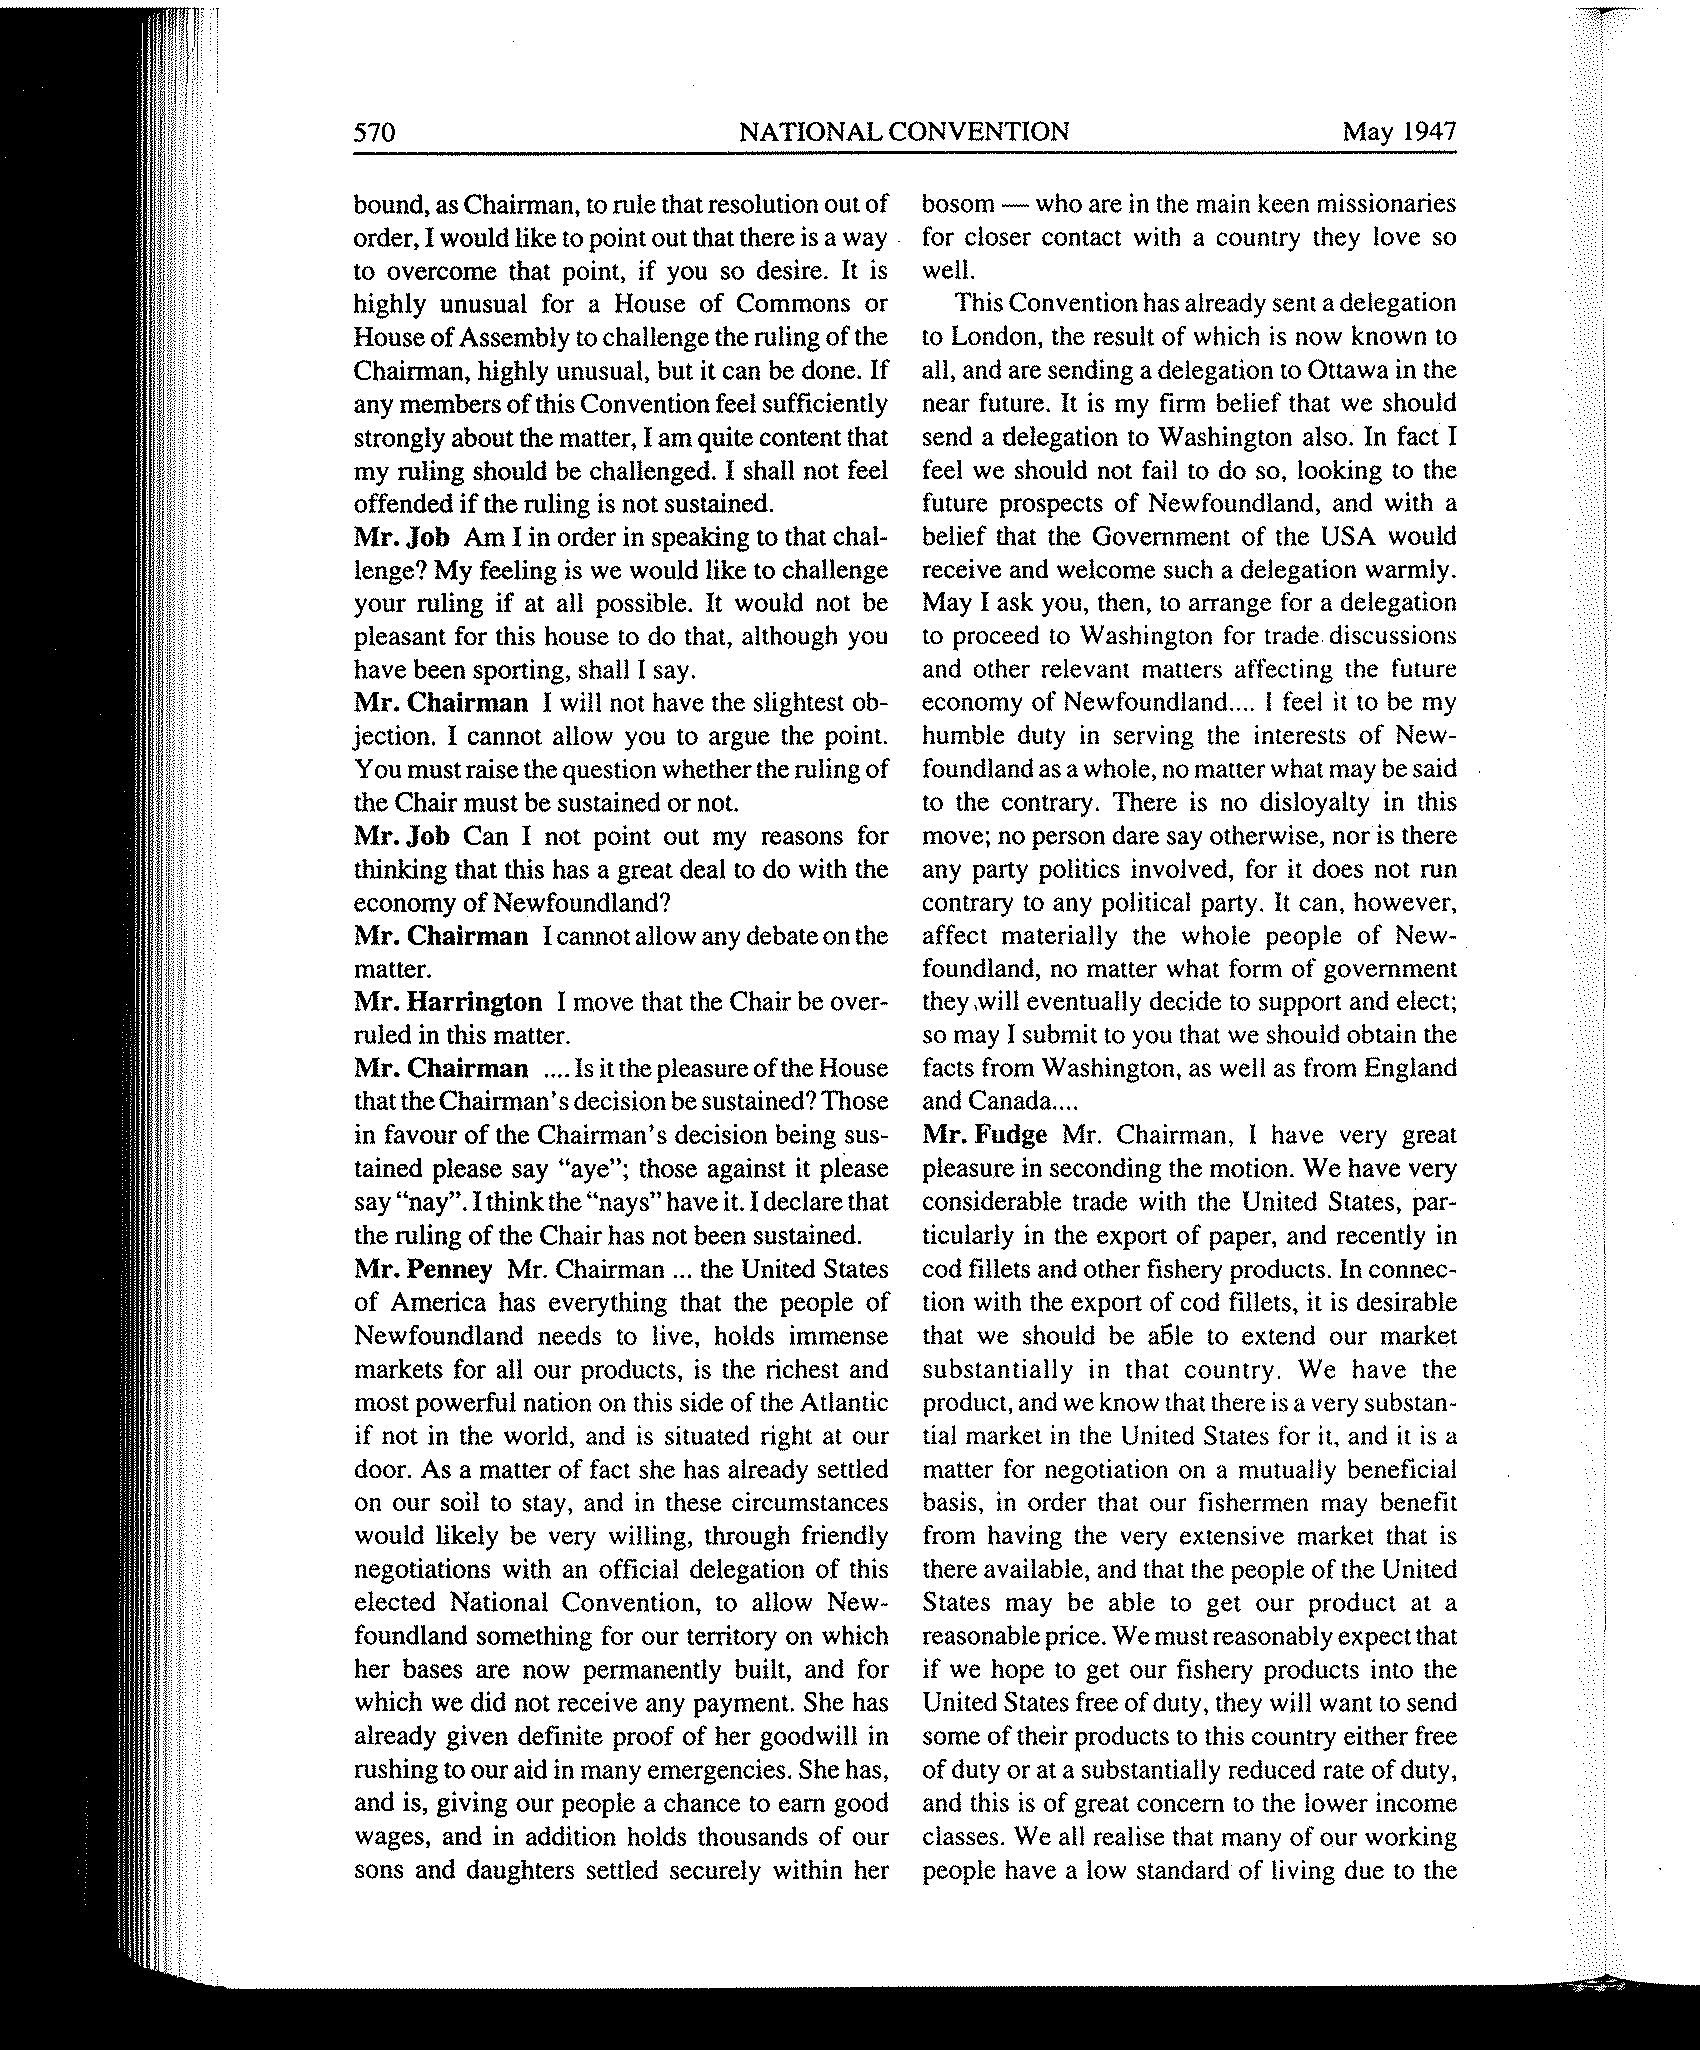 570
NATIONAL CONVENTION
May 1947
bound, as Chairman, to rule that resolution out of
order, I would like to point out that there is a way
to overcome that point, if you so desire. It is
highly unusual for a House of Commons or
House of Assembly to challenge the ruling of the
Chairman, highly unusual, but it can be done. If
any members of this Convention feel sufficiently
strongly about the matter, I am quite content that
my ruling should be challenged. I shall not feel
offended if the ruling is not sustained.
Mr. Job Am I in order in speaking to that chal-
lenge? My feeling is we would like to challenge
your ruling if at all possible. It would not be
pleasant for this house to do that, although you
have been sporting, shall I say.
Mr. Chairman I will not have the slightest ob-
jection. I cannot allow you to argue the point.
You must raise the question whether the ruling of
the Chair must be sustained or not.
Mr. Job Can I not point out my reasons for
thinking that this has a great deal to do with the
economy of Newfoundland?
Mr. Chairman I cannot allow any debate on the
matter.
Mr. Harrington I move that the Chair be over-
ruled in this matter.
Mr. Chairman .... Is it the pleasure of the House
that the Chairman's decision be sustained? Those
in favour of the Chairman's decision being sus-
tained please say “aye”; those against it please
say “nay”. I think the “nays” have it. I declare that
the ruling of the Chair has not been sustained.
Mr. Penney Mr. Chairman ... the United States
of America has everything that the people of
Newfoundland needs to live, holds immense
markets for all our products, is the richest and
most powerful nation on this side of the Atlantic
if not in the world, and is situated right at our
door. As a matter of fact she has already settled
on our soil to stay, and in these circumstances
would likely be very willing, through friendly
negotiations with an official delegation of this
elected National Convention, to allow New-
foundland something for our territory on which
her bases are now permanently built, and for
which we did not receive any payment. She has
already given definite proof of her goodwill in
rushing to our aid in many emergencies. She has,
and is, giving our people a chance to earn good
wages, and in addition holds thousands of our
sons and daughters settled securely within her
bosom — who are in the main keen missionaries
for closer contact with a country they love so
well.
This Convention has already sent a delegation
to London, the result of which is now known to
all, and are sending a delegation to Ottawa in the
near future. It is my firm belief that we should
send a delegation to Washington also. In fact I
feel we should not fail to do so, looking to the
future prospects of Newfoundland, and with a
belief that the Government of the USA would
receive and welcome such a delegation warmly.
May I ask you, then, to arrange for a delegation
to proceed to Washington for trade discussions
and other relevant matters affecting the future
economy of Newfoundland.... I feel it to be my
humble duty in serving the interests of New-
foundland as a whole, no matter what may be said
to the contrary. There is no disloyalty in this
move; no person dare say otherwise, nor is there
any party politics involved, for it does not run
contrary to any political party. It can, however,
affect materially the whole people of New-
foundland, no matter what form of government
they will eventually decide to support and elect;
so may I submit to you that we should obtain the
facts from Washington, as well as from England
and Canada....
Mr. Fudge Mr. Chairman, I have very great
pleasure in seconding the motion. We have very
considerable trade with the United States, par-
ticularly in the export of paper, and recently in
cod fillets and other fishery products. In connec-
tion with the export of cod fillets, it is desirable
that we should be able to extend our market
substantially in that country. We have the
product, and we know that there is a very substan-
tial market in the United States for it, and it is a
matter for negotiation on a mutually beneficial
basis, in order that our fishermen may benefit
from having the very extensive market that is
there available, and that the people of the United
States may be able to get our product at a
reasonable price. We must reasonably expect that
if we hope to get our fishery products into the
United States free of duty, they will want to send
some of their products to this country either free
of duty or at a substantially reduced rate of duty,
and this is of great concern to the lower income
classes. We all realise that many of our working
people have a low standard of living due to the